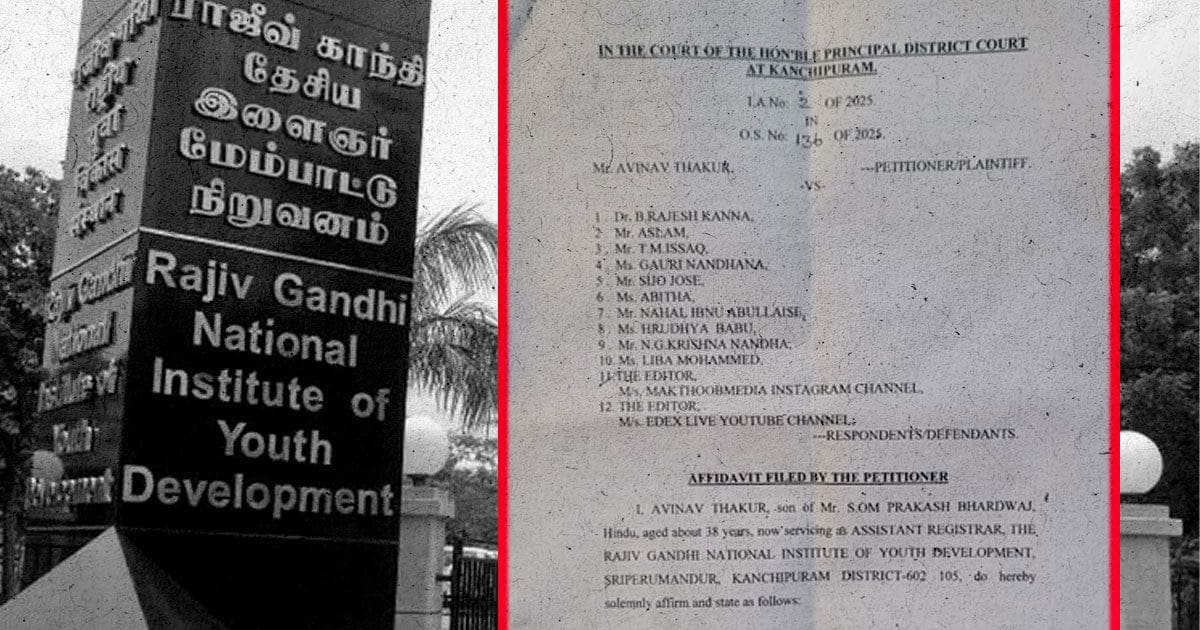 ராஜீவ் காந்தி
தேசிய
இளைஞர்
மேம்பாட்டு
நிறுவனம்
Rajiv Gandhi
National
Institute of
Youth
Development
Rajiv Gandhi
National
Institute of
Youth
Development
IN THE COURT OF THE HON'BLE PRINCIPAL DISTRICT COURT
AT KANCHIPURAM.
I.A.No: 2 OF 2025
IN
O.S. No: 136 OF 2025.
Mr. AVINAV THAKUR, ---PETITIONER/PLAINTIFF.
-VS-
1. Dr. B.RAJESH KANNA,
2. Mr. ASLAM,
3. Mr. T.M.ISSAQ,
4. Ms. GAURI NANDHANA,
5. Mr. SIJO JOSE,
6. Ms. ABITHA,
7. Mr. NAHAL IBNU ABULLAISE,
8. Ms. HRUDHYA BABU,
9. Mr. N.G.KRISHNA NANDHA,
10. Ms. LIBA MOHAMMED,
11. THE EDITOR,
M/s. MAKTHOOBMEDIA INSTAGRAM CHANNEL,
12. THE EDITOR,
M/s. EDEX LIVE YOUTUBE CHANNEL;
---RESPONDENTS/DEFENDANTS.
AFFIDAVIT FILED BY THE PETITIONER
I, AVINAV THAKUR, son of Mr. S.OM PRAKASH BHARDWAJ,
Hindu, aged about 38 years, now servicing as ASSISTANT REGISTRAR, THE
RAJIV GANDHI NATIONAL INSTITUTE OF YOUTH DEVELOPMENT,
SRIPERUMANDUR, KANCHIPURAM DISTRICT-602 105, do hereby
solemnly affirm and state as follows: